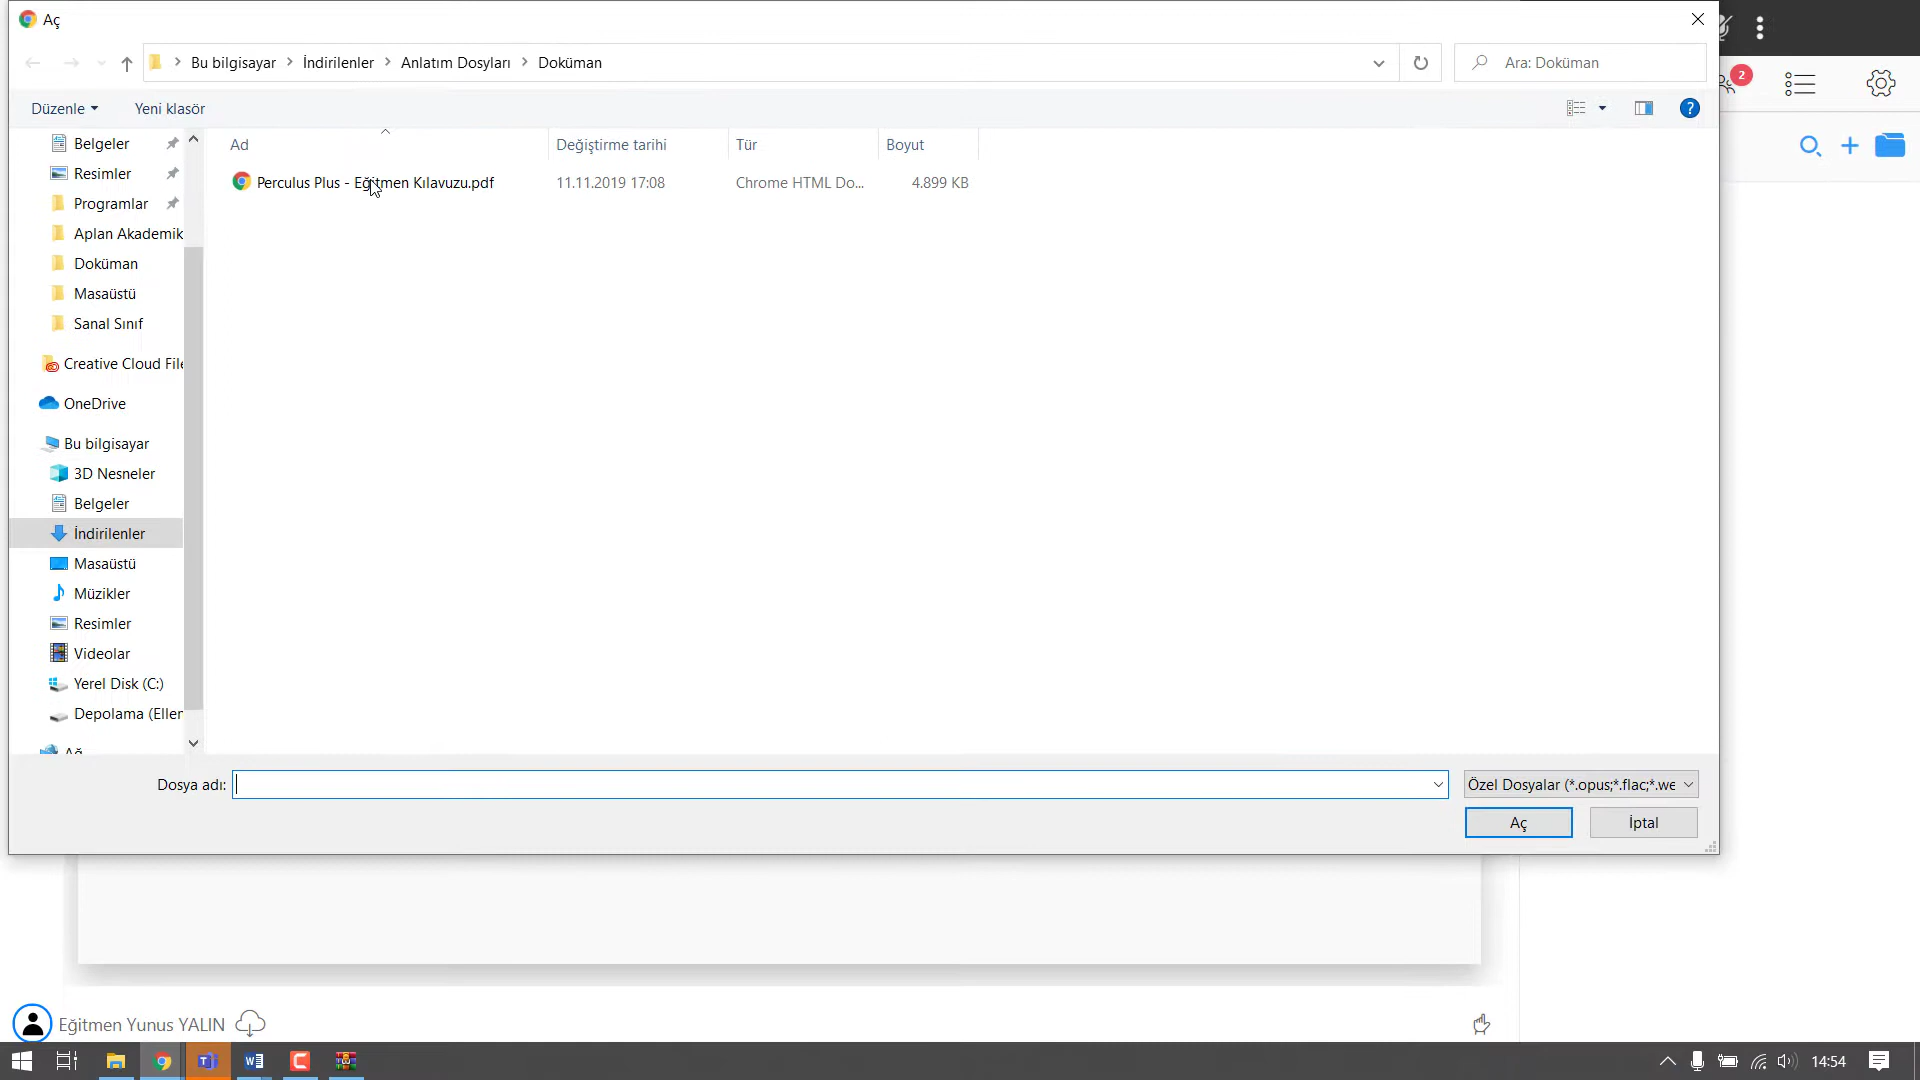 Aç
Bu bilgisayar
İndirilenler
Anlatım Dosyları
Doküman
Ara: Doküman
2
Düzenle
Yeni klasör
Ad
Değiştirme tarihi
Tür
Boyut
Perculus Plus - Eğitmen Kılavuzu.pdf
11.11.2019 17:08
Chrome HTML Do...
4.899 KB
Belgeler
Resimler
Programlar
Aplan Akademik
Doküman
Masaüstü
Sanal Sınıf
Creative Cloud File
OneDrive
Bu bilgisayar
3D Nesneler
Belgeler
İndirilenler
Masaüstü
Müzikler
Resimler
Videolar
Yerel Disk (C:)
Depolama (Eller
Ağ
Dosya adı:
Özel Dosyalar (*.opus;*.flac;*.we
Aç
İptal
Eğitmen Yunus YALIN
14:54